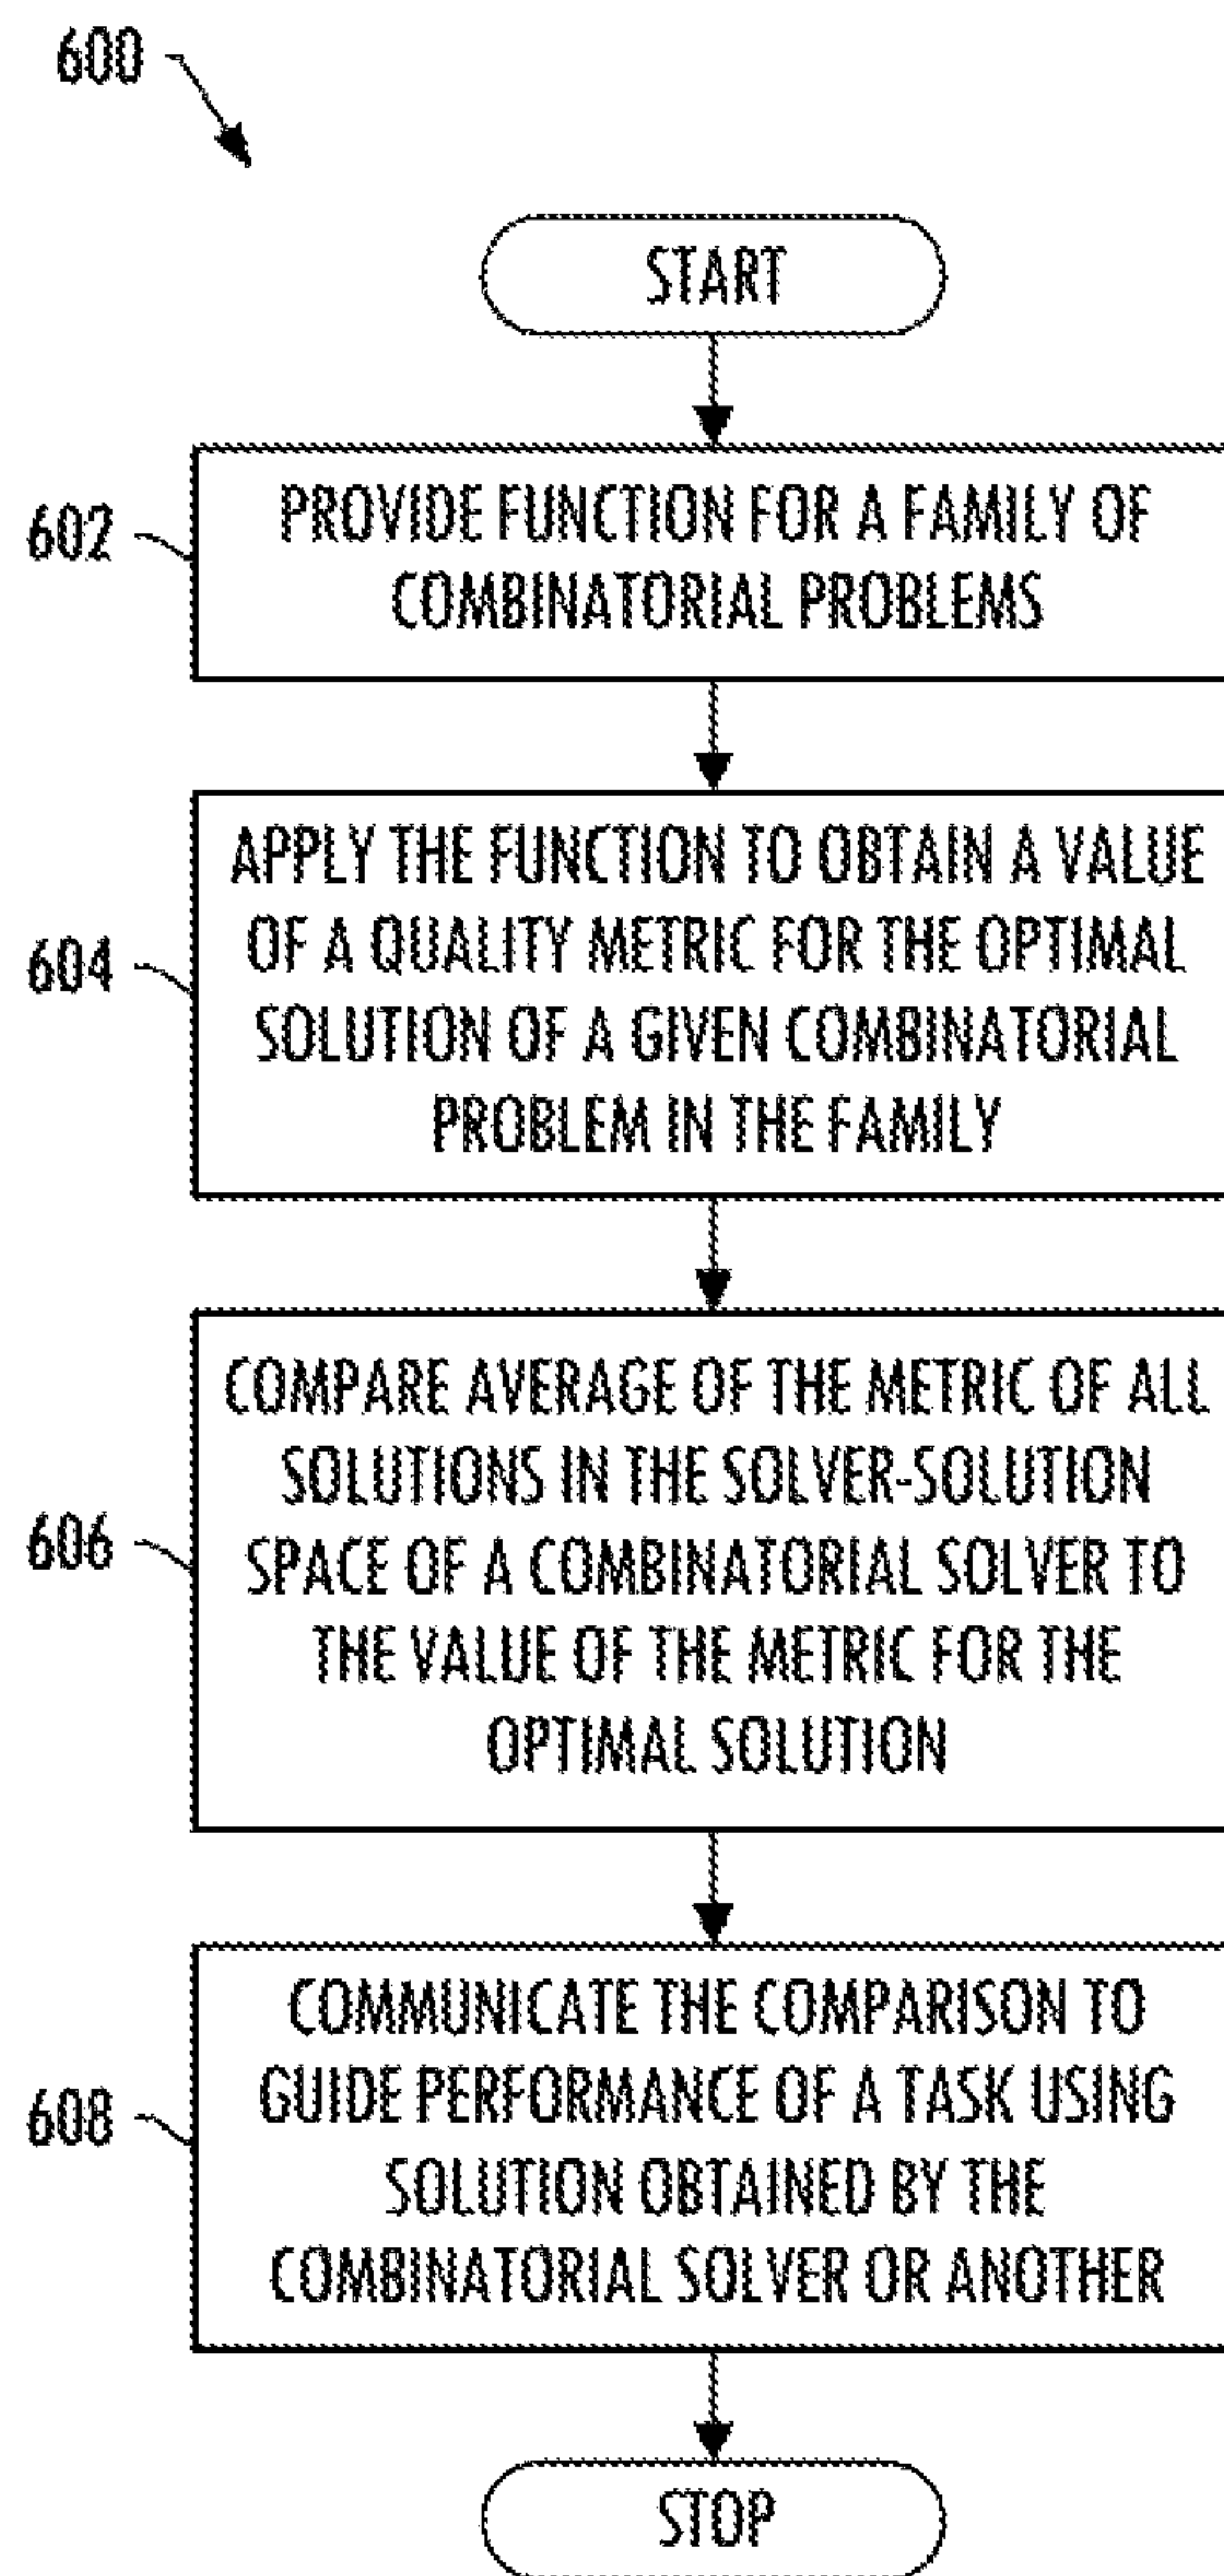 600
START
602
PROVIDE FUNCTION FOR A FAMILY OF
COMBINATORIAL PROBLEMS
604
APPLY THE FUNCTION TO OBTAIN A VALUE
OF A QUALITY METRIC FOR THE OPTIMAL
SOLUTION OF A GIVEN COMBINATORIAL
PROBLEM IN THE FAMILY
606
COMPARE AVERAGE OF THE METRIC OF ALL
SOLUTIONS IN THE SOLVER-SOLUTION
SPACE OF A COMBINATORIAL SOLVER TO
THE VALUE OF THE METRIC FOR THE
OPTIMAL SOLUTION
608
COMMUNICATE THE COMPARISON TO
GUIDE PERFORMANCE OF A TASK USING
SOLUTION OBTAINED BY THE
COMBINATORIAL SOLVER OR ANOTHER
STOP